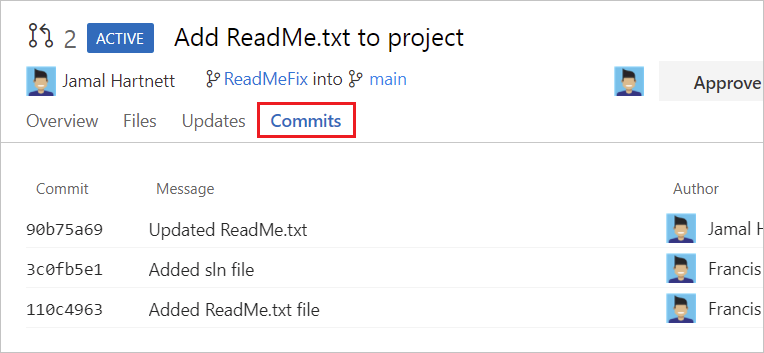 2 ACTIVE Add ReadMe.txt to project
Jamal Hartnett ReadMeFix into main Approve
Overview Files Updates Commits
Commit Message Author
90b75a69 Updated ReadMe.txt Jamal H
3c0fb5e1 Added sln file Francis
110c4963 Added ReadMe.txt file Francis